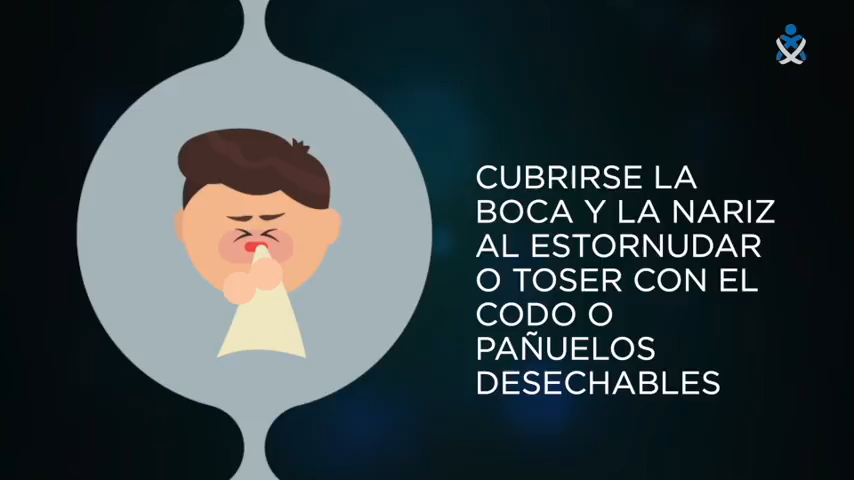 CUBRIRSE LA
BOCA Y LA NARIZ
AL ESTORNUDAR
O TOSER CON EL
CODO O
PAÑUELOS
DESECHABLES